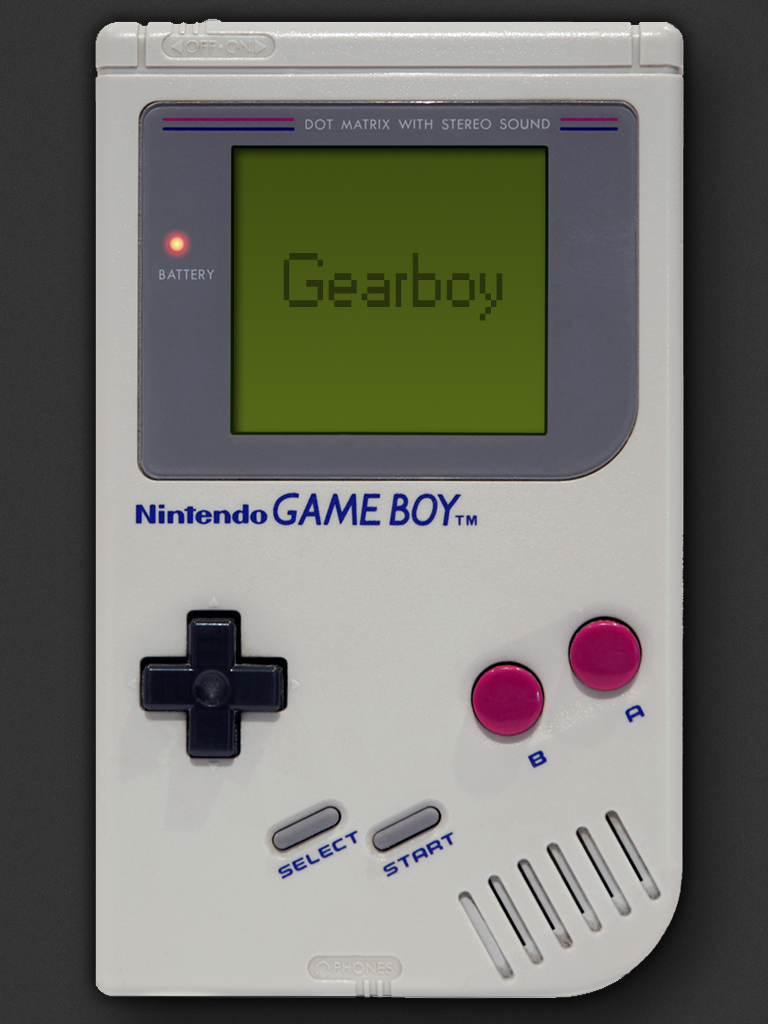 OFF•ON
DOT MATRIX WITH STEREO SOUND
BATTERY
Gearboy
Nintendo GAME BOY™
A
B
SELECT
START
PHONES